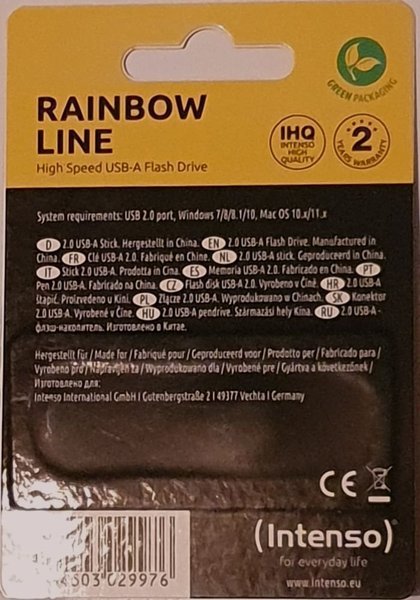 GREEN PACKAGING
RAINBOW
LINE
High Speed USB-A Flash Drive
IHQ
INTENSO
HIGH
QUALITY
2
YEARS WARRANTY
System requirements: USB 2.0 port, Windows 7/8/8.1/10, Mac OS 10.x/11.x
D 2.0 USB-A Stick. Hergestellt in China. EN 2.0 USB-A Flash Drive. Manufactured in
China. FR Clé USB-A 2.0. Fabriqué en Chine. NL 2.0 USB-A stick. Geproduceerd in China.
IT Stick 2.0 USB-A. Prodotta in Cina. ES Memoria USB-A 2.0. Fabricado en China. PT
Pen 2.0 USB-A. Fabricado na China. CZ Flash disk USB-A 2.0. Vyrobeno v Číně. HR 2.0 USB-A
štapić. Proizvedeno u Kini. PL Złącze 2.0 USB-A. Wyprodukowano w Chinach. SK Konektor
2.0 USB-A. Vyrobené v Číne. HU 2.0 USB-A pendrive. Származási hely Kína. RU 2.0 USB-A -
флэш-накопитель. Изготовлено в Китае.
Hergestellt für / Made for / Fabriqué pour / Geproduceerd voor / Prodotto per / Fabricado para /
Vyrobeno pro / Napravljen za / Wyprodukowano dla / Vyrobené pre / Gyártva a következőnek /
Изготовлено для:
Intenso International GmbH | Gutenbergstraße 2 | 49377 Vechta | Germany
CE
(Intenso)
for everyday life
www.intenso.eu
4303 029976